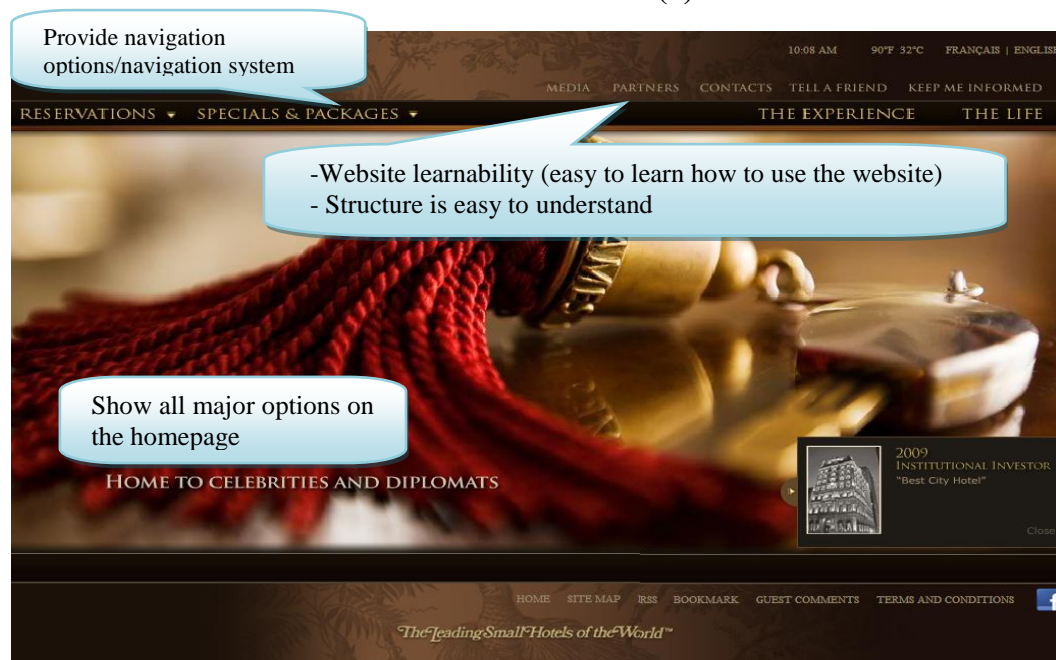 Provide navigation
options/navigation system
10:08 AM 90°F 32°C FRANÇAIS | ENGLISH
MEDIA PARTNERS CONTACTS TELL A FRIEND KEEP ME INFORMED
RESERVATIONS SPECIALS & PACKAGES THE EXPERIENCE THE LIFE
-Website learnability (easy to learn how to use the website)
- Structure is easy to understand
Show all major options on
the homepage
HOME TO CELEBRITIES AND DIPLOMATS
2009
INSTITUTIONAL INVESTOR
"Best City Hotel"
Close
HOME SITE MAP RSS BOOKMARK GUEST COMMENTS TERMS AND CONDITIONS f
The Leading Small Hotels of the World™